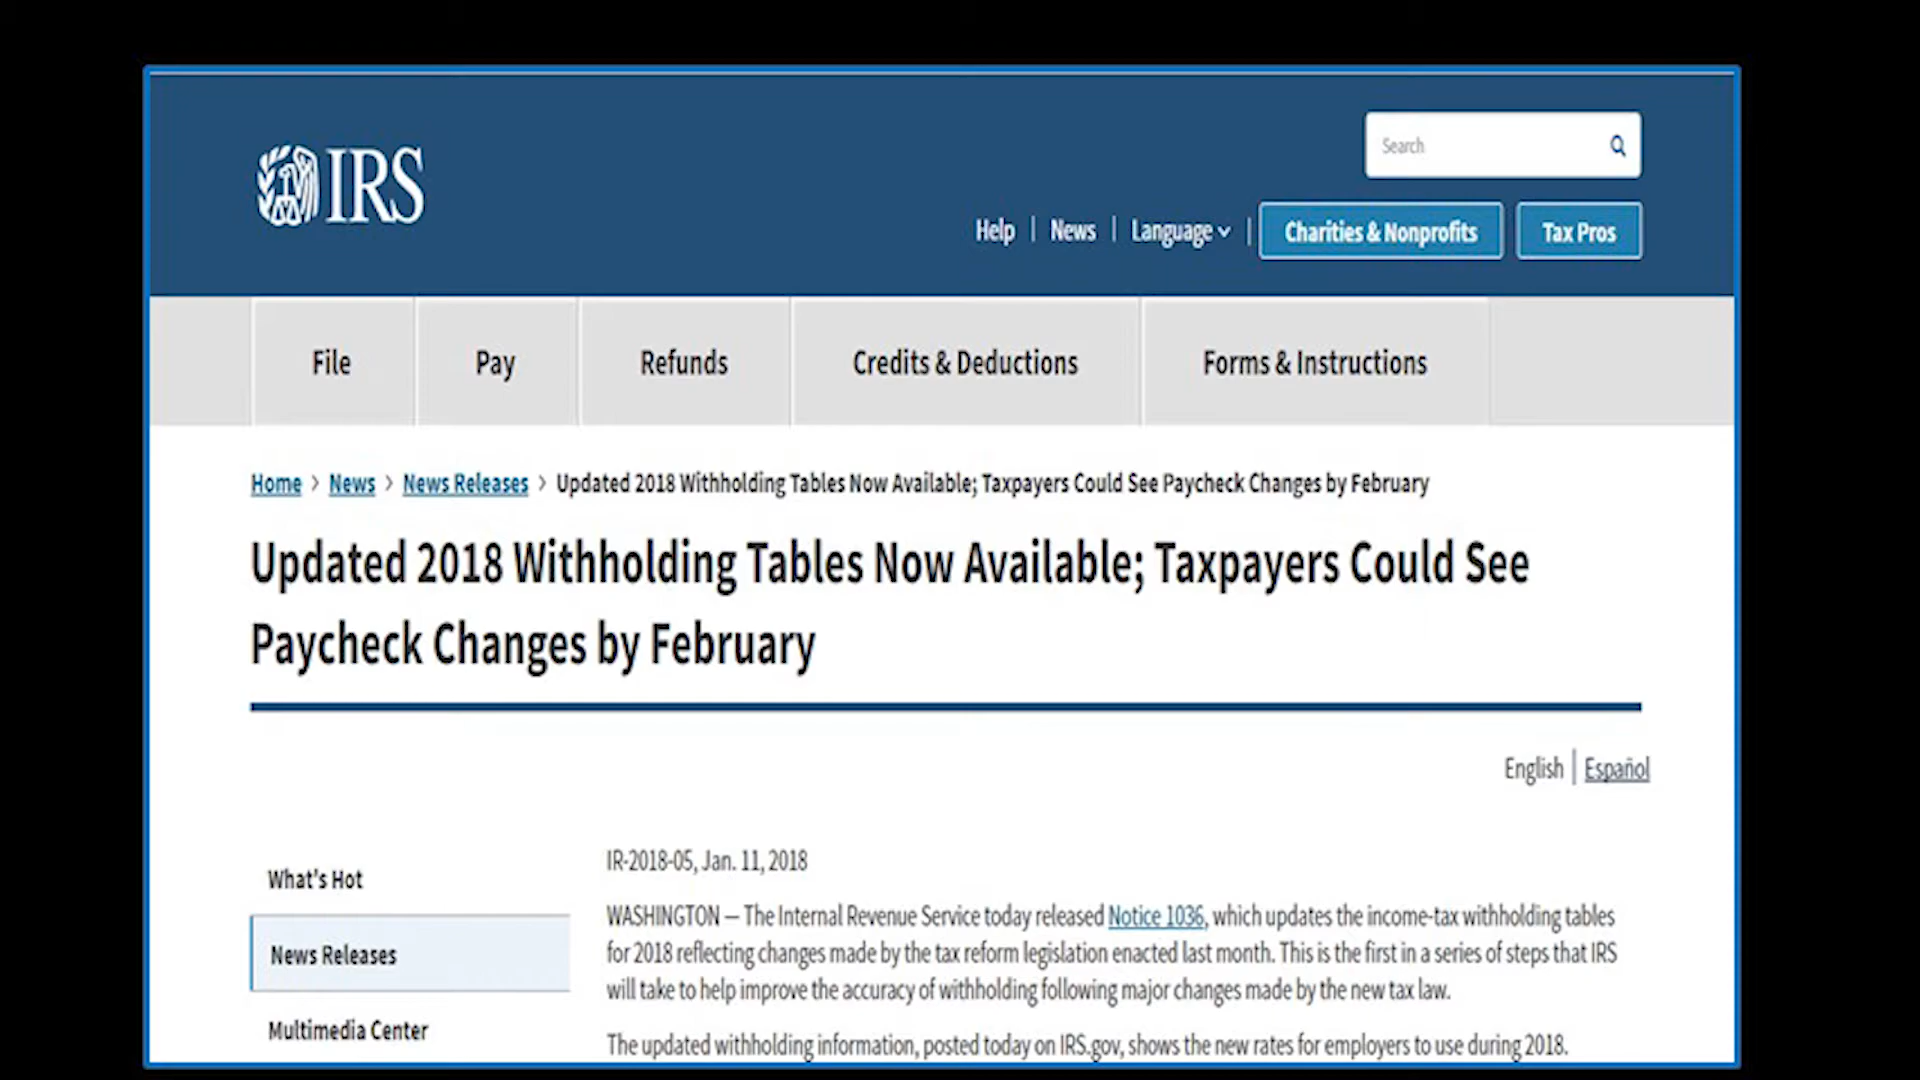 IRS
Search
Help | News | Language | Charities & Nonprofits Tax Pros
File Pay Refunds Credits & Deductions Forms & Instructions
Home > News > News Releases > Updated 2018 Withholding Tables Now Available; Taxpayers Could See Paycheck Changes by February
Updated 2018 Withholding Tables Now Available; Taxpayers Could See
Paycheck Changes by February
English | Español
What's Hot
News Releases
Multimedia Center
IR-2018-05, Jan. 11, 2018
WASHINGTON — The Internal Revenue Service today released Notice 1036, which updates the income-tax withholding tables
for 2018 reflecting changes made by the tax reform legislation enacted last month. This is the first in a series of steps that IRS
will take to help improve the accuracy of withholding following major changes made by the new tax law.
The updated withholding information, posted today on IRS.gov, shows the new rates for employers to use during 2018.